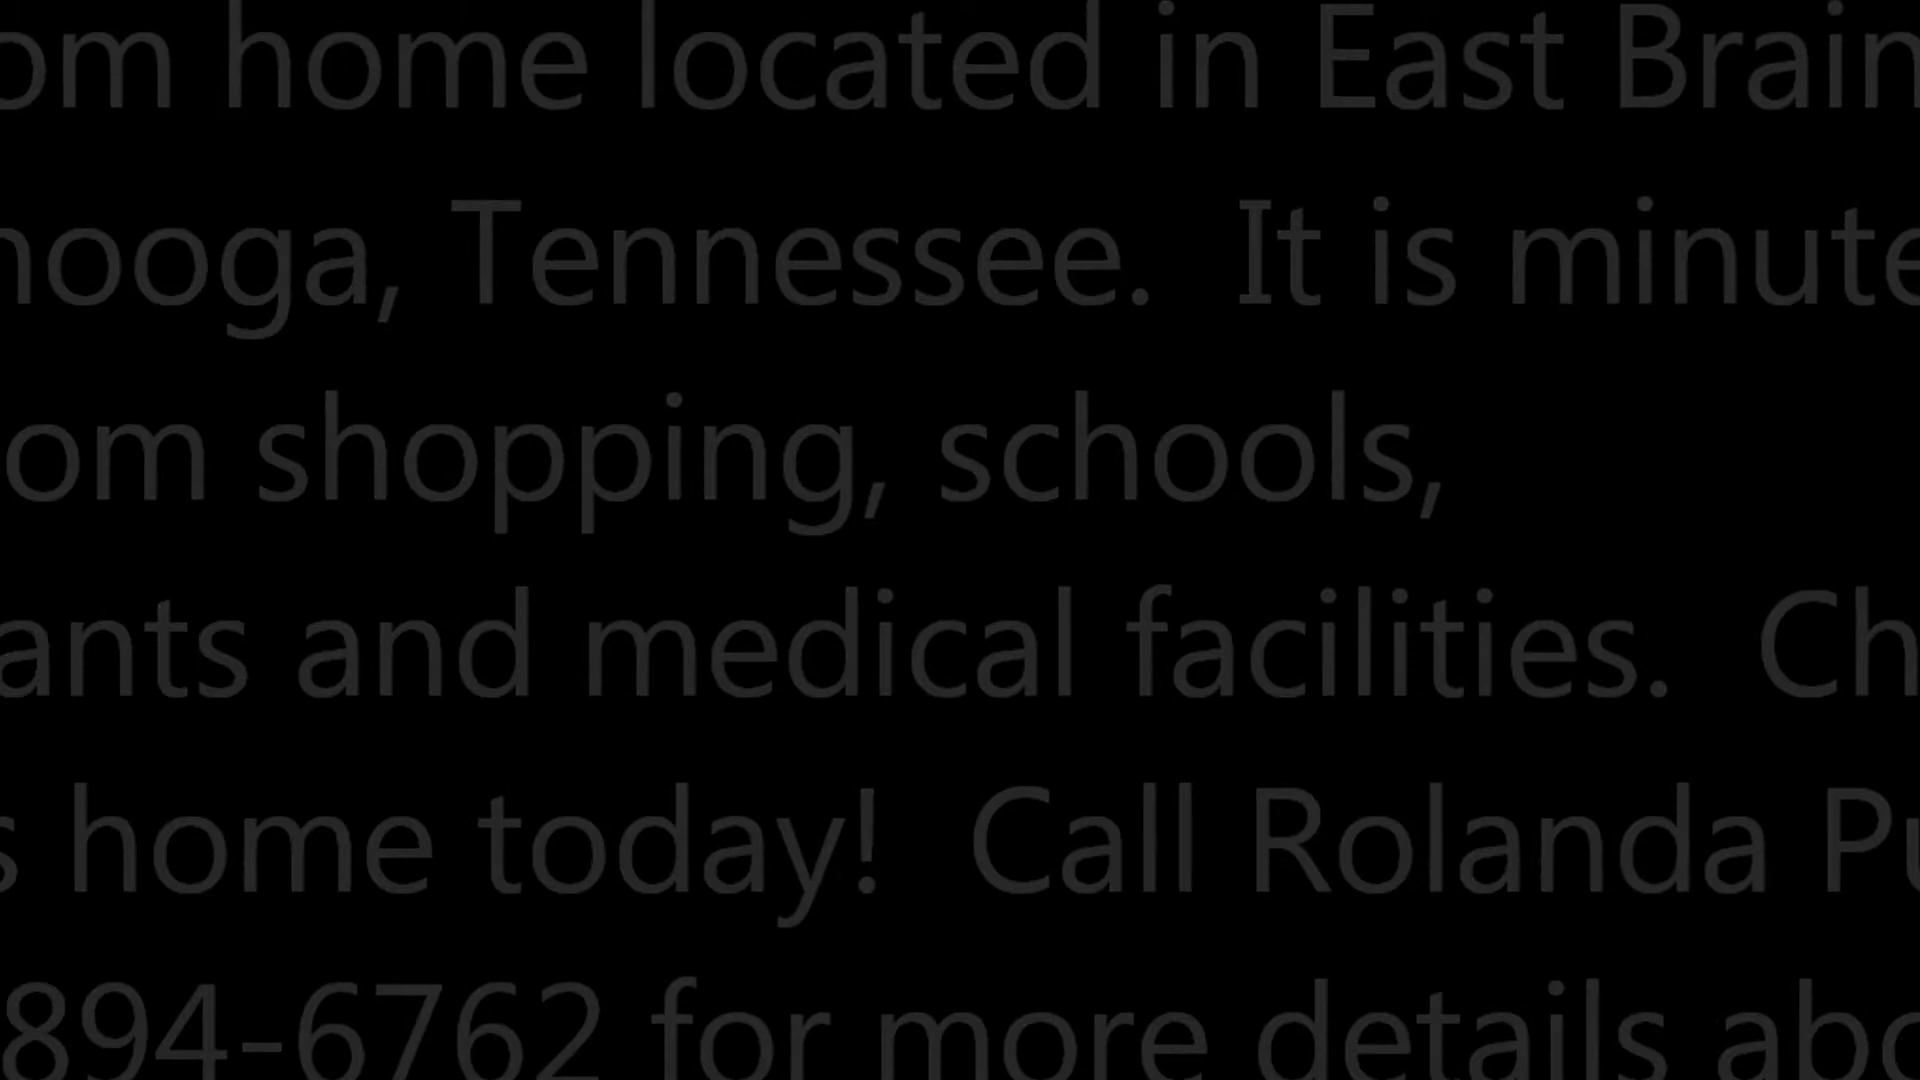 om home located in East Brain
nooga, Tennessee.  It is minute
om shopping, schools,
ants and medical facilities.  Ch
s home today!  Call Rolanda Pu
894-6762 for more details abo